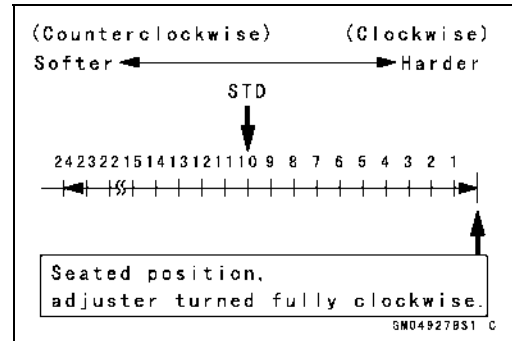 (Counterclockwise) (Clockwise)
Softer Harder
STD
24 23 22 15 14 13 12 11 10 9 8 7 6 5 4 3 2 1
Seated position,
adjuster turned fully clockwise.
SM04927BS1 C